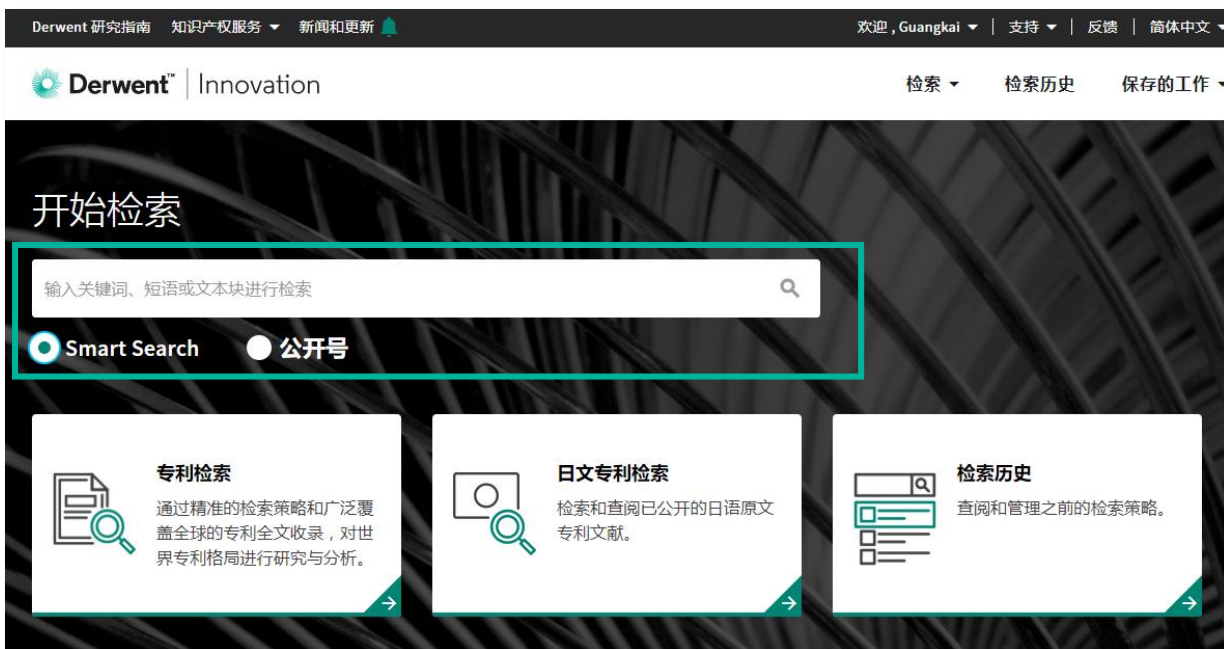 Derwent 研究指南 知识产权服务 新闻和更新 欢迎 , Guangkai 支持 反馈 简体中文
Derwent™ Innovation 检索 检索历史 保存的工作
开始检索
输入关键词、短语或文本块进行检索
Smart Search 公开号
专利检索
通过精准的检索策略和广泛覆
盖全球的专利全文收录，对世
界专利格局进行研究与分析。
日文专利检索
检索和查阅已公开的日语原文
专利文献。
检索历史
查阅和管理之前的检索策略。